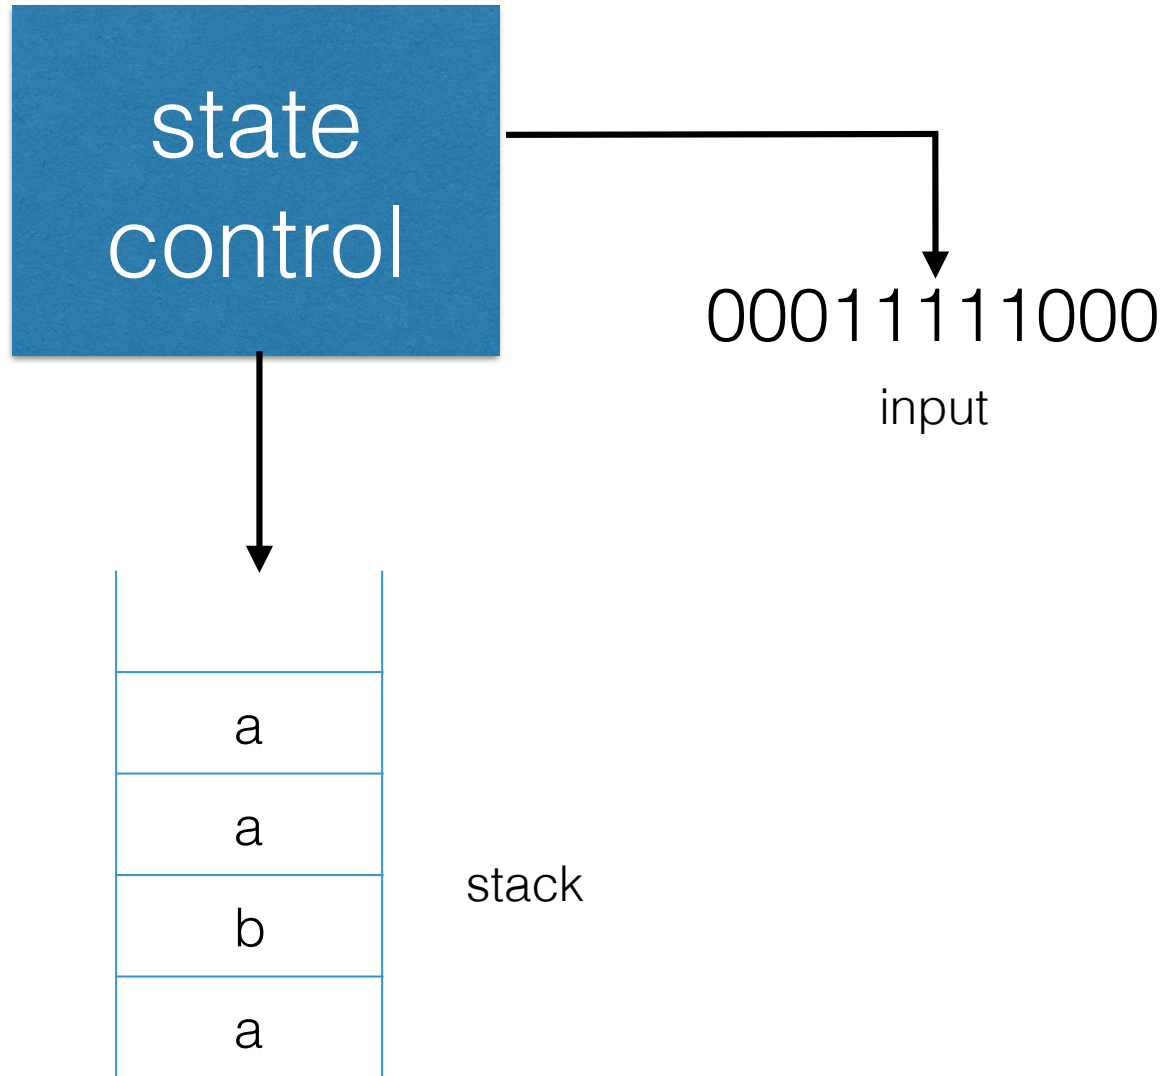 state
control
00011111000
input
a
a
stack
b
a